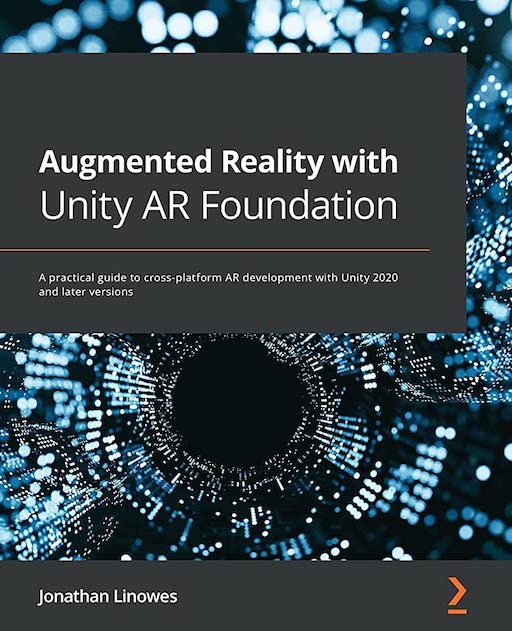 Augmented Reality with
Unity AR Foundation
A practical guide to cross-platform AR development with Unity 2020
and later versions
Jonathan Linowes